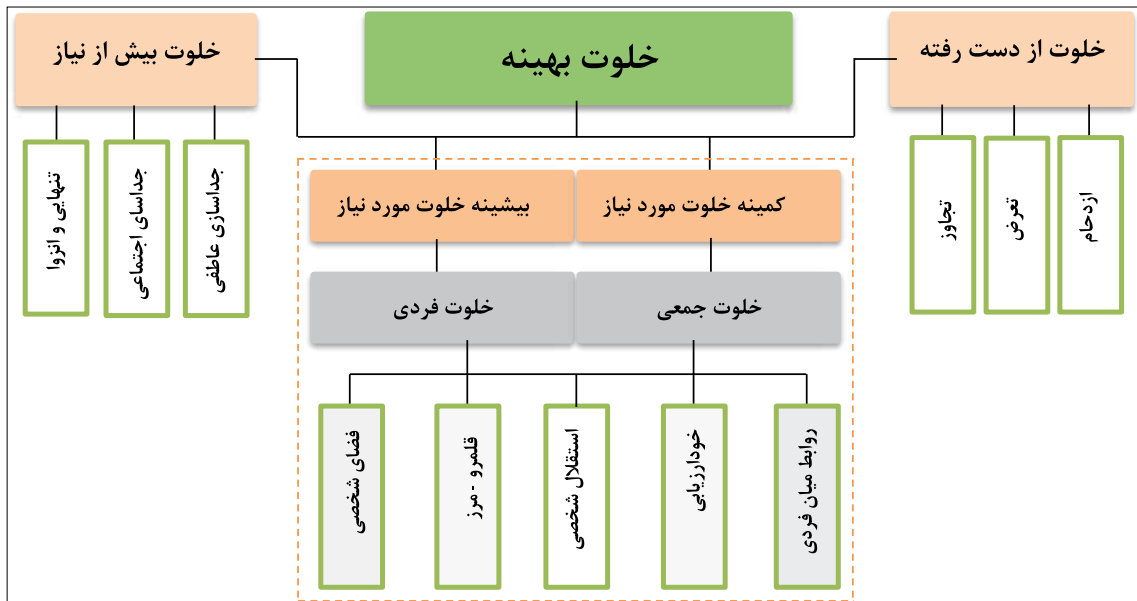 خلوت از دست رفته
خلوت بهینه
خلوت بیش از نیاز
ازدحام
تعرض
تجاوز
جداسازی عاطفی
جداسای اجتماعی
تنهایی و انزوا
کمینه خلوت مورد نیاز
بیشینه خلوت مورد نیاز
خلوت جمعی
خلوت فردی
روابط میان فردی
خودارزیابی
استقلال شخصی
قلمرو - مرز
فضای شخصی